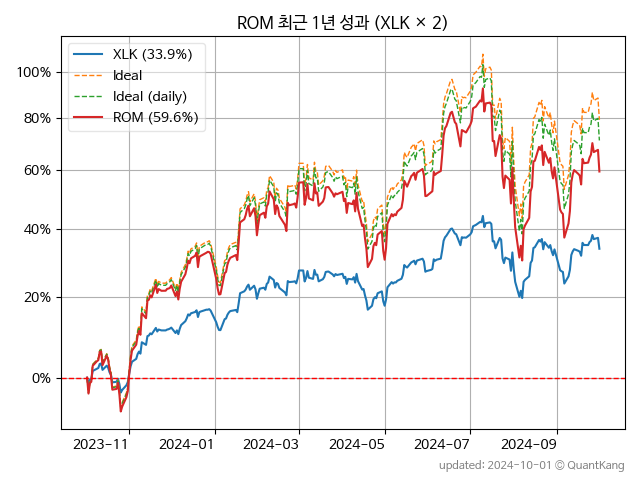 ROM 최근 1년 성과 (XLK × 2)
XLK (33.9%)
Ideal
Ideal (daily)
ROM (59.6%)
100%
80%
60%
40%
20%
0%
2023-11 2024-01 2024-03 2024-05 2024-07 2024-09
updated: 2024-10-01 © QuantKang